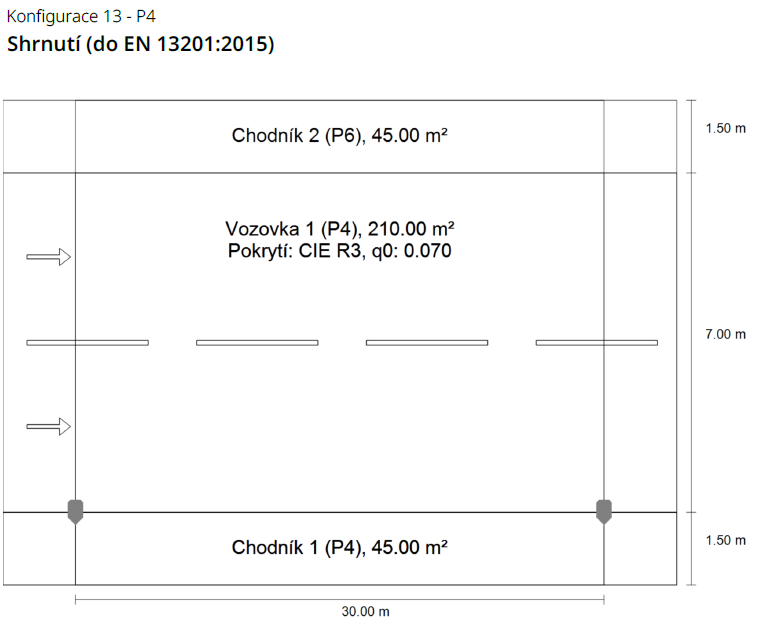 Konfigurace 13 - P4
Shrnutí (do EN 13201:2015)
Chodník 2 (P6), 45.00 m²
1.50 m
Vozovka 1 (P4), 210.00 m²
Pokrytí: CIE R3, q0: 0.070
7.00 m
Chodník 1 (P4), 45.00 m²
1.50 m
30.00 m